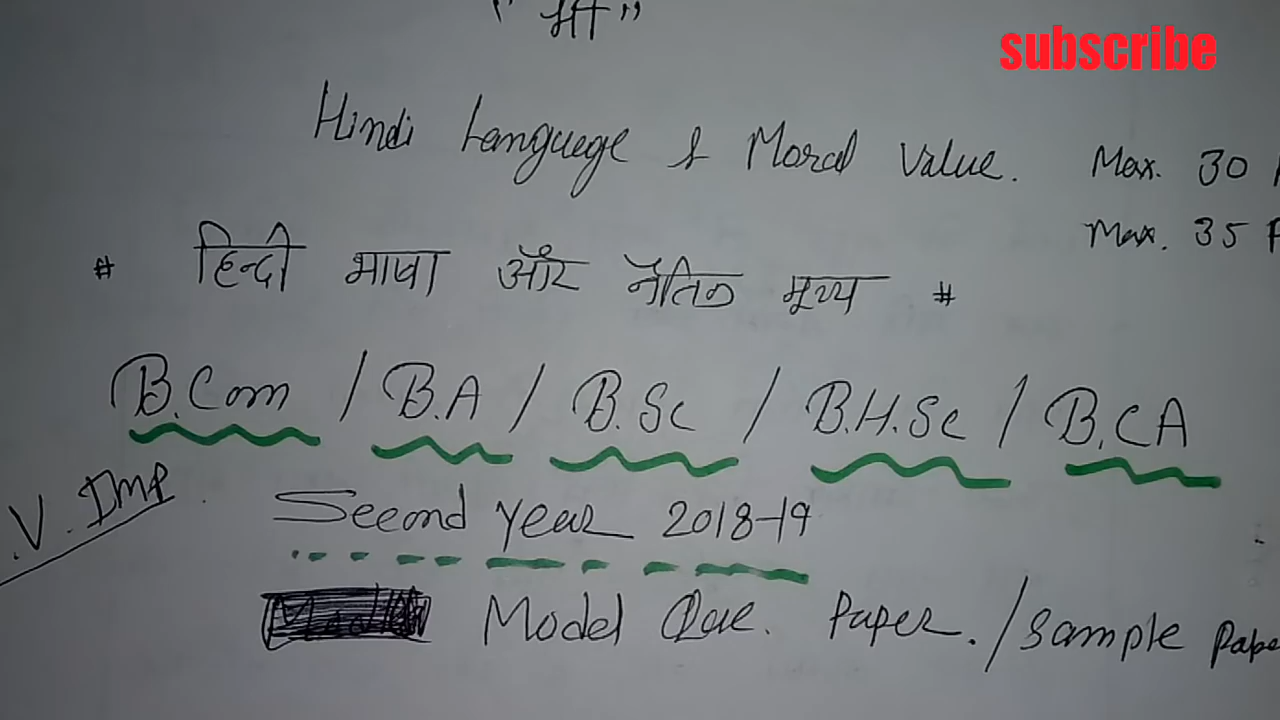 "माँ"
subscribe
Hindi Language & Moral Value.
Max. 30
Max. 35
# हिन्दी भाषा और नैतिक मूल्य #
B.Com / B.A / B.Sc / B.H.Sc / B.CA
V. IMP.
Second Year 2018-19
Model Que. Paper. / Sample Pape